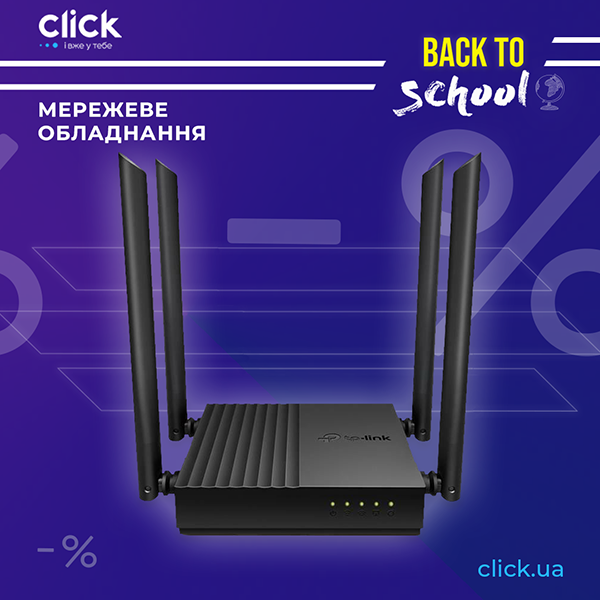 click
і вже у тебе
BACK TO
school
МЕРЕЖЕВЕ
ОБЛАДНАННЯ
tp-link
-%
click.ua